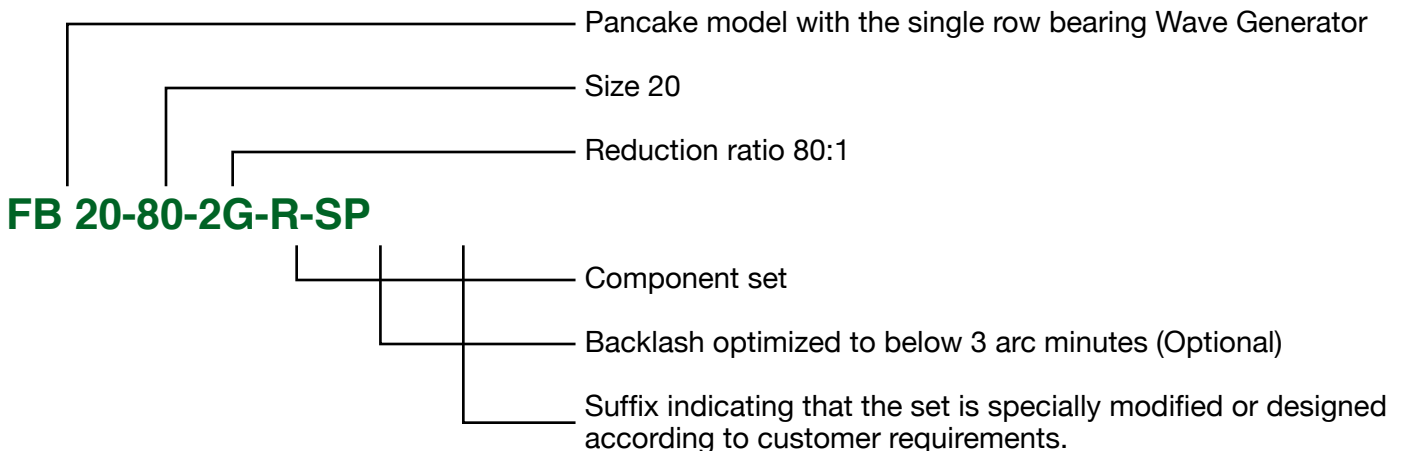 Pancake model with the single row bearing Wave Generator
Size 20
Reduction ratio 80:1
FB 20-80-2G-R-SP
Component set
Backlash optimized to below 3 arc minutes (Optional)
Suffix indicating that the set is specially modified or designed
according to customer requirements.